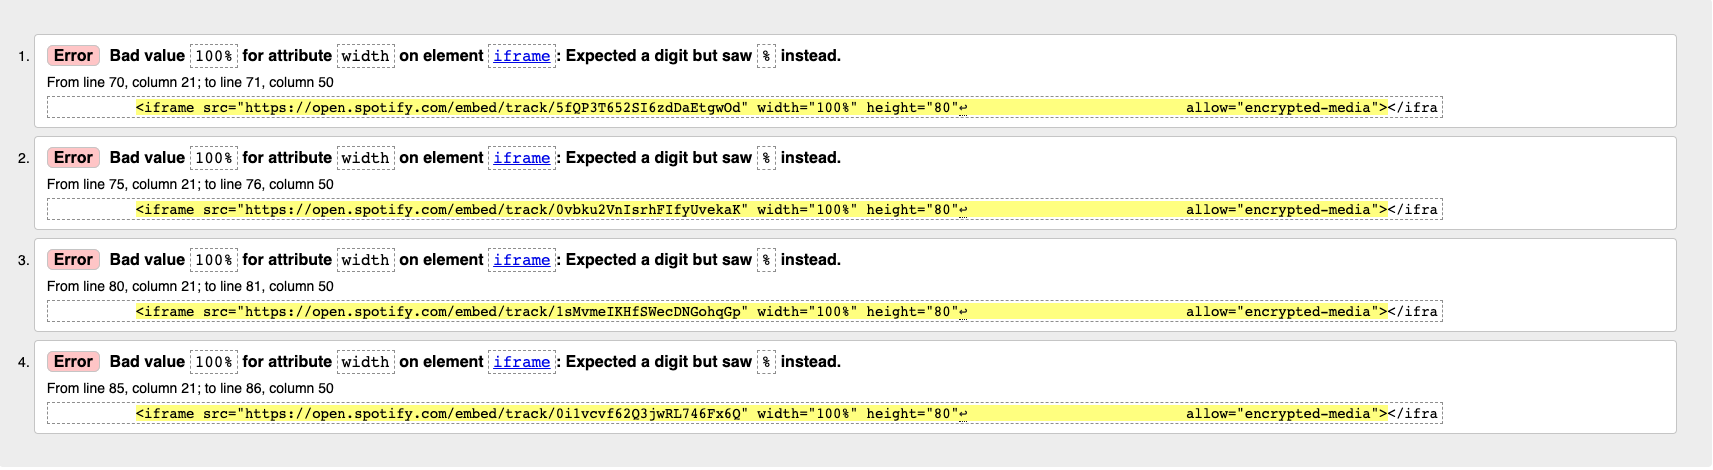 1. Error Bad value 100% for attribute width on element iframe: Expected a digit but saw % instead.
From line 70, column 21; to line 71, column 50
<iframe src="https://open.spotify.com/embed/track/5fQP3T652SI6zdDaEtgwOd" width="100%" height="80"↩ allow="encrypted-media"></ifra
2. Error Bad value 100% for attribute width on element iframe: Expected a digit but saw % instead.
From line 75, column 21; to line 76, column 50
<iframe src="https://open.spotify.com/embed/track/0vbku2VnIsrhFIfyUvekaK" width="100%" height="80"↩ allow="encrypted-media"></ifra
3. Error Bad value 100% for attribute width on element iframe: Expected a digit but saw % instead.
From line 80, column 21; to line 81, column 50
<iframe src="https://open.spotify.com/embed/track/1sMvmeIKHfSWecDNGohqGp" width="100%" height="80"↩ allow="encrypted-media"></ifra
4. Error Bad value 100% for attribute width on element iframe: Expected a digit but saw % instead.
From line 85, column 21; to line 86, column 50
<iframe src="https://open.spotify.com/embed/track/0i1vcvf62Q3jwRL746Fx6Q" width="100%" height="80"↩ allow="encrypted-media"></ifra